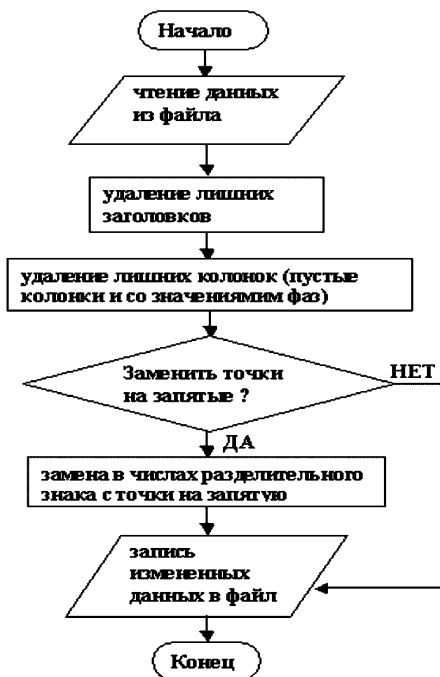 Начало
чтение данных
из файла
удаление лишних
заголовков
удаление лишних колонок (пустые
колонки и со значениямим фаз)
Заменить точки
на запятые ?
НЕТ
ДА
замена в числах разделительного
знака с точки на запятую
запись
измененных
данных в файл
Конец